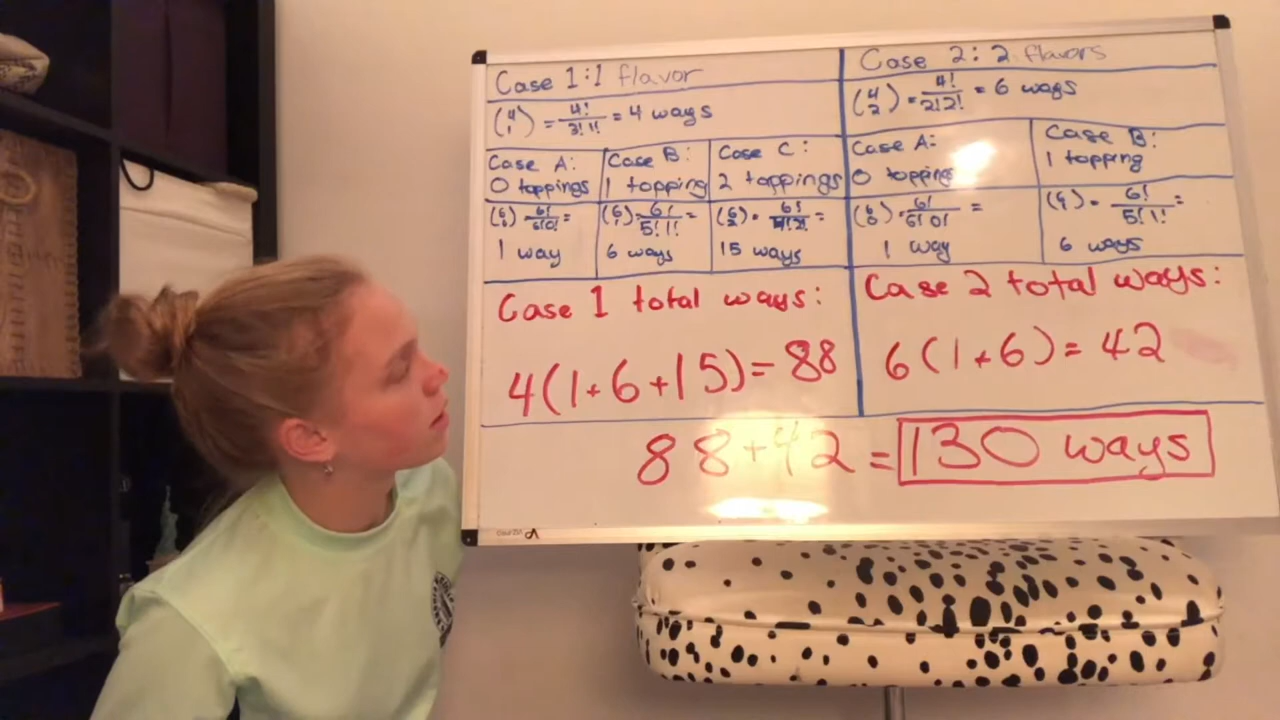 Case 1:1 flavor
(4 1) = 4!/3!1! = 4 ways
Case A:
0 toppings
(6 0) = 6!/6!0! =
1 way
Case B:
1 topping
(6 1) = 6!/5!1! =
6 ways
Case C:
2 toppings
(6 2) = 6!/4!2! =
15 ways
Case 1 total ways:
4(1+6+15)=88
Case 2: 2 flavors
(4 2) = 4!/2!2! = 6 ways
Case A:
0 toppings
(6 0) = 6!/6!0! =
1 way
Case B:
1 topping
(6 1) = 6!/5!1! =
6 ways
Case 2 total ways:
6(1+6)=42
88+42=130 ways